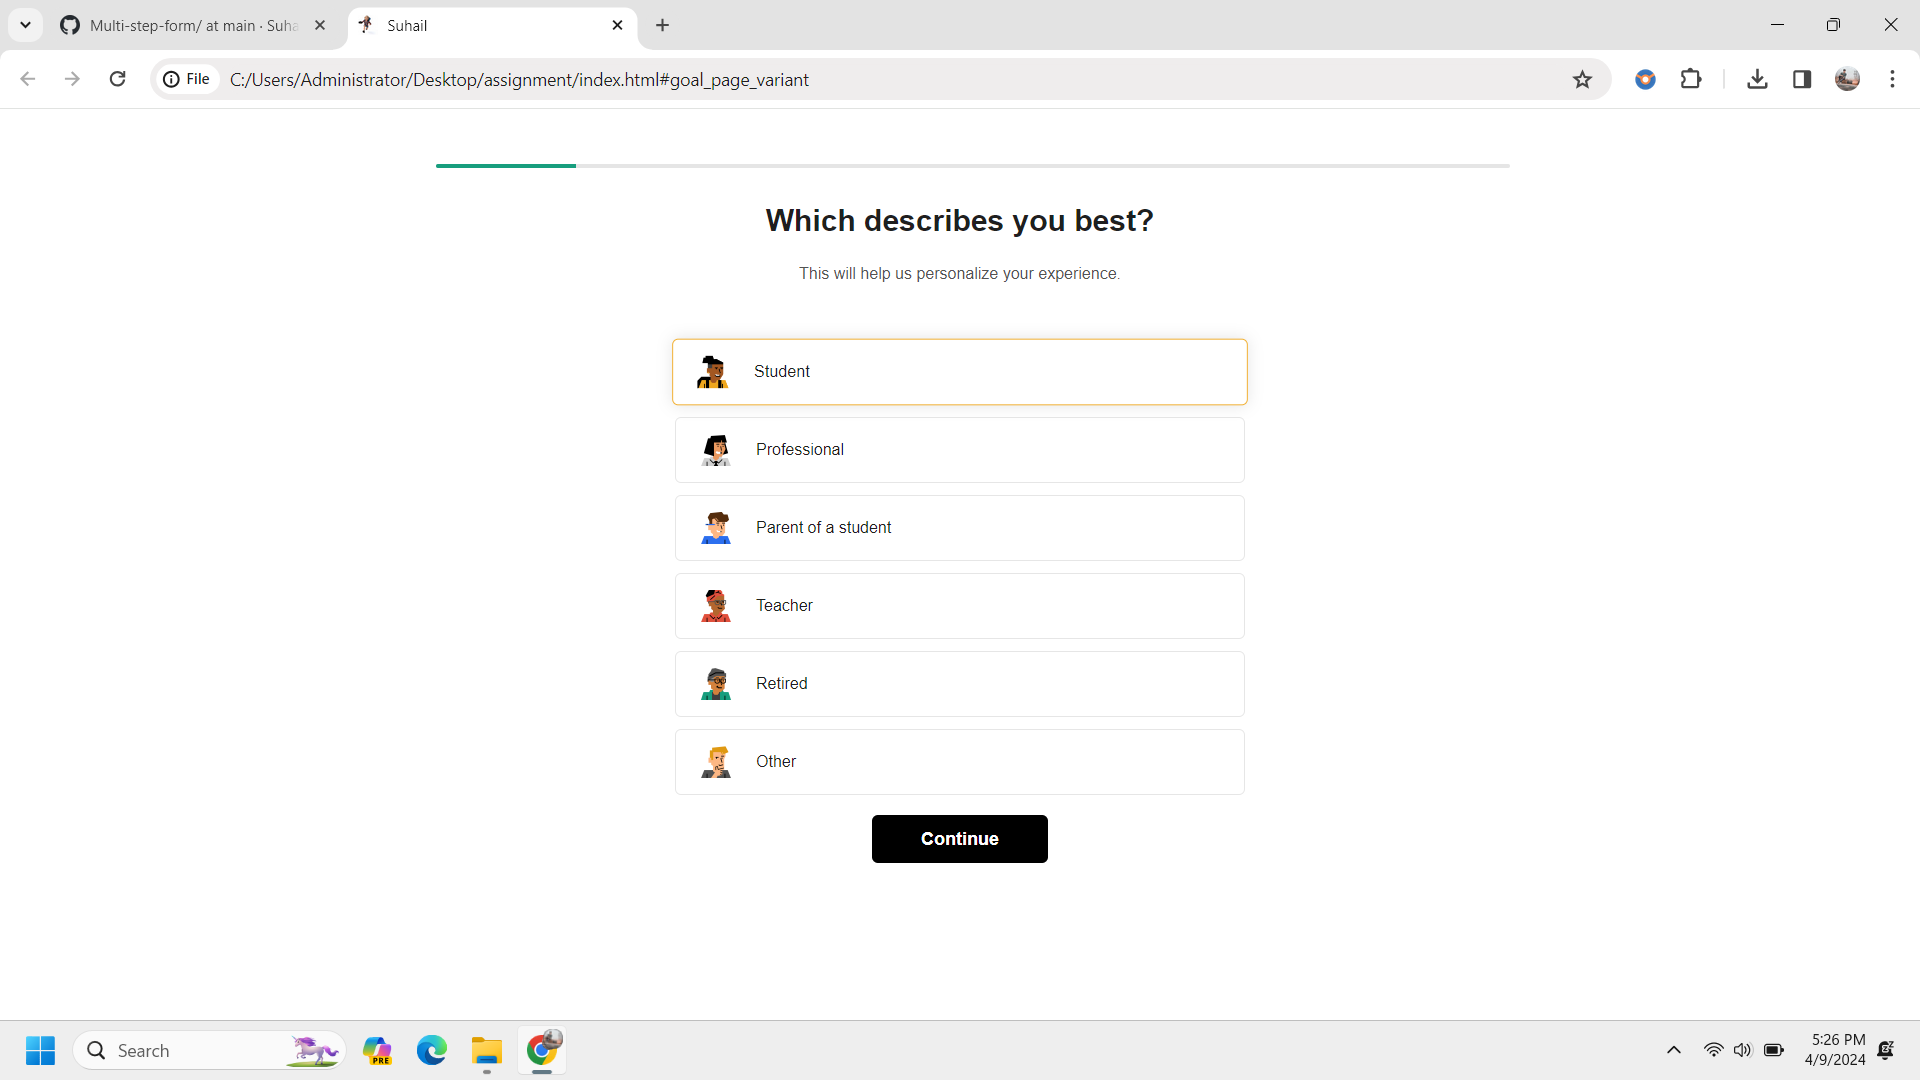 Multi-step-form/ at main · Suha
Suhail
File
C:/Users/Administrator/Desktop/assignment/index.html#goal_page_variant
Which describes you best?
This will help us personalize your experience.
Student
Professional
Parent of a student
Teacher
Retired
Other
Continue
Search
PRE
5:26 PM
4/9/2024